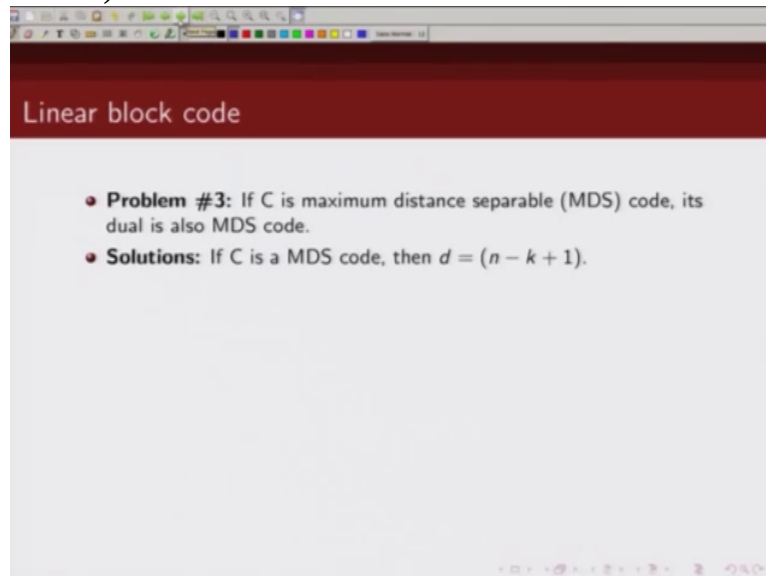 Linear block code
Problem #3: If C is maximum distance separable (MDS) code, its
dual is also MDS code.
Solutions: If C is a MDS code, then d = (n − k + 1).